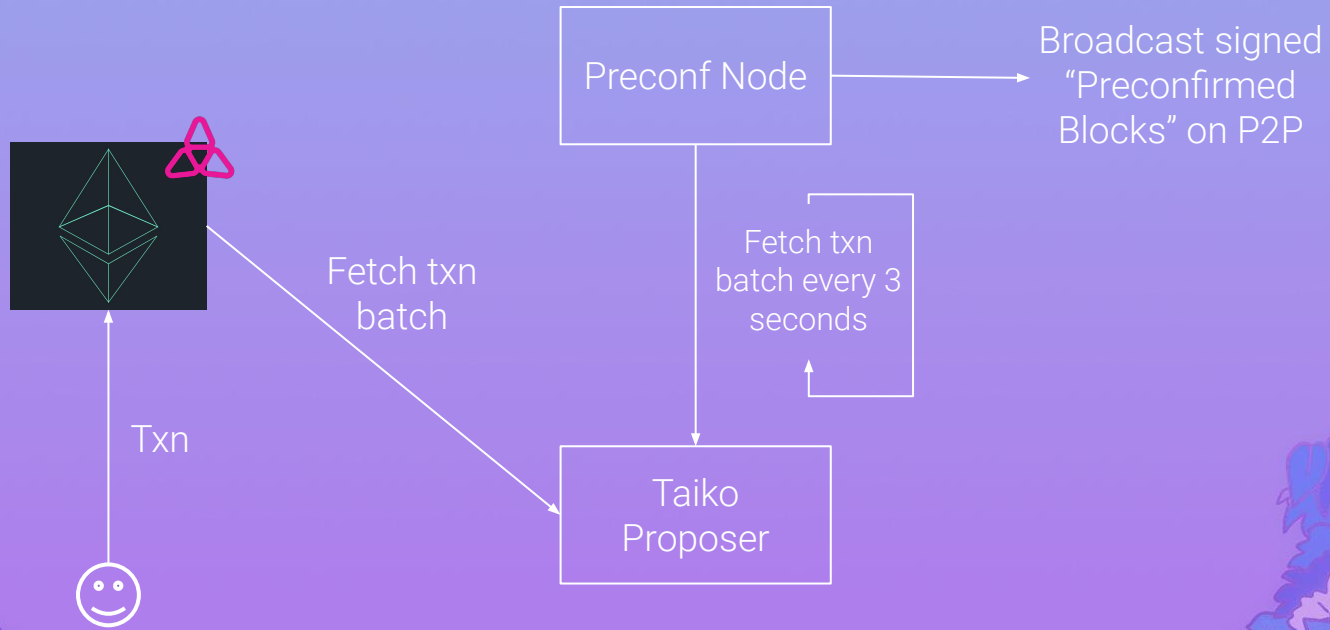 Preconf Node
Broadcast signed
“Preconfirmed
Blocks” on P2P
Fetch txn
batch
Fetch txn
batch every 3
seconds
Txn
Taiko
Proposer